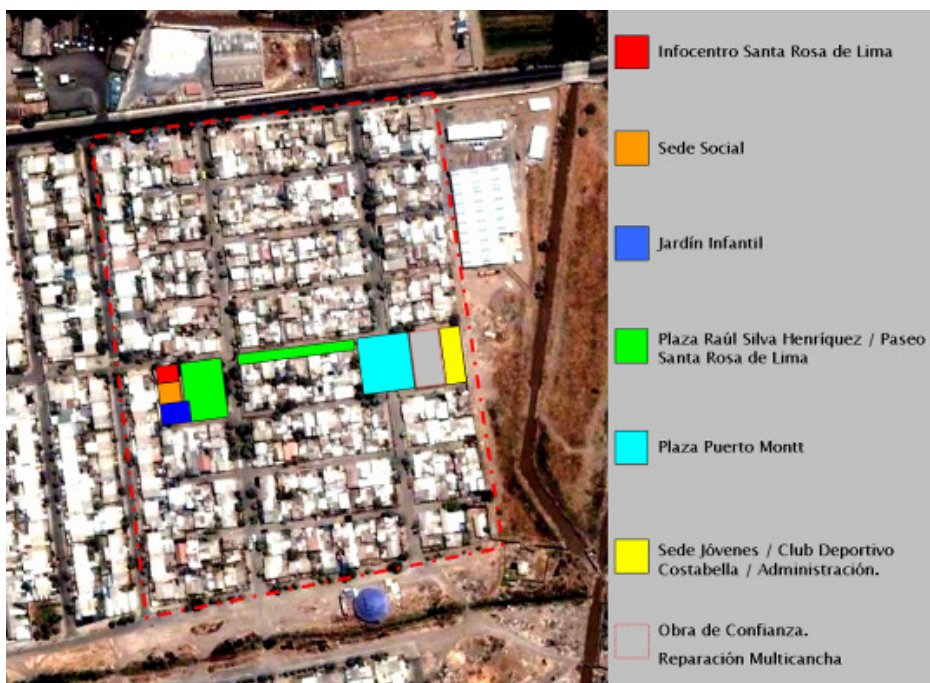 Infocentro Santa Rosa de Lima
Sede Social
Jardín Infantil
Plaza Raúl Silva Henríquez / Paseo
Santa Rosa de Lima
Plaza Puerto Montt
Sede Jóvenes / Club Deportivo
Costabella / Administración.
Obra de Confianza.
Reparación Multicancha